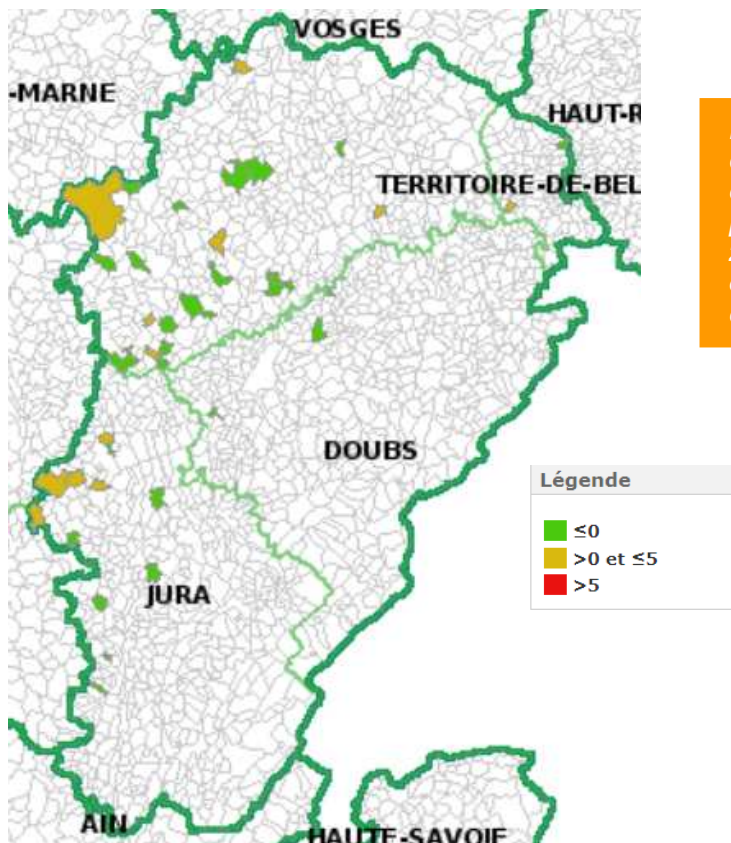 VOSGES
-MARNE
HAUT-R
TERRITOIRE-DE-BEL
DOUBS
Légende
≤0
>0 et ≤5
>5
JURA
AIN
HAUTE-SAVOIE